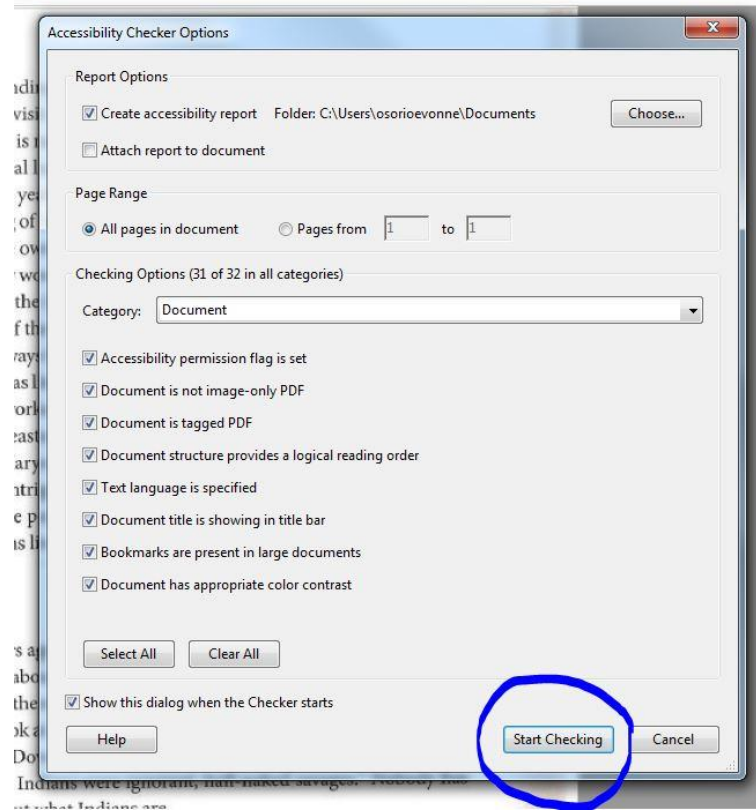 Accessibility Checker Options
Report Options
Create accessibility report Folder: C:\Users\osorioevonne\Documents Choose...
Attach report to document
Page Range
All pages in document Pages from 1 to 1
Checking Options (31 of 32 in all categories)
Category: Document
Accessibility permission flag is set
Document is not image-only PDF
Document is tagged PDF
Document structure provides a logical reading order
Text language is specified
Document title is showing in title bar
Bookmarks are present in large documents
Document has appropriate color contrast
Select All Clear All
Show this dialog when the Checker starts
Help Start Checking Cancel
Indians were ignorant, half-naked savages. Nobody has
what Indians are